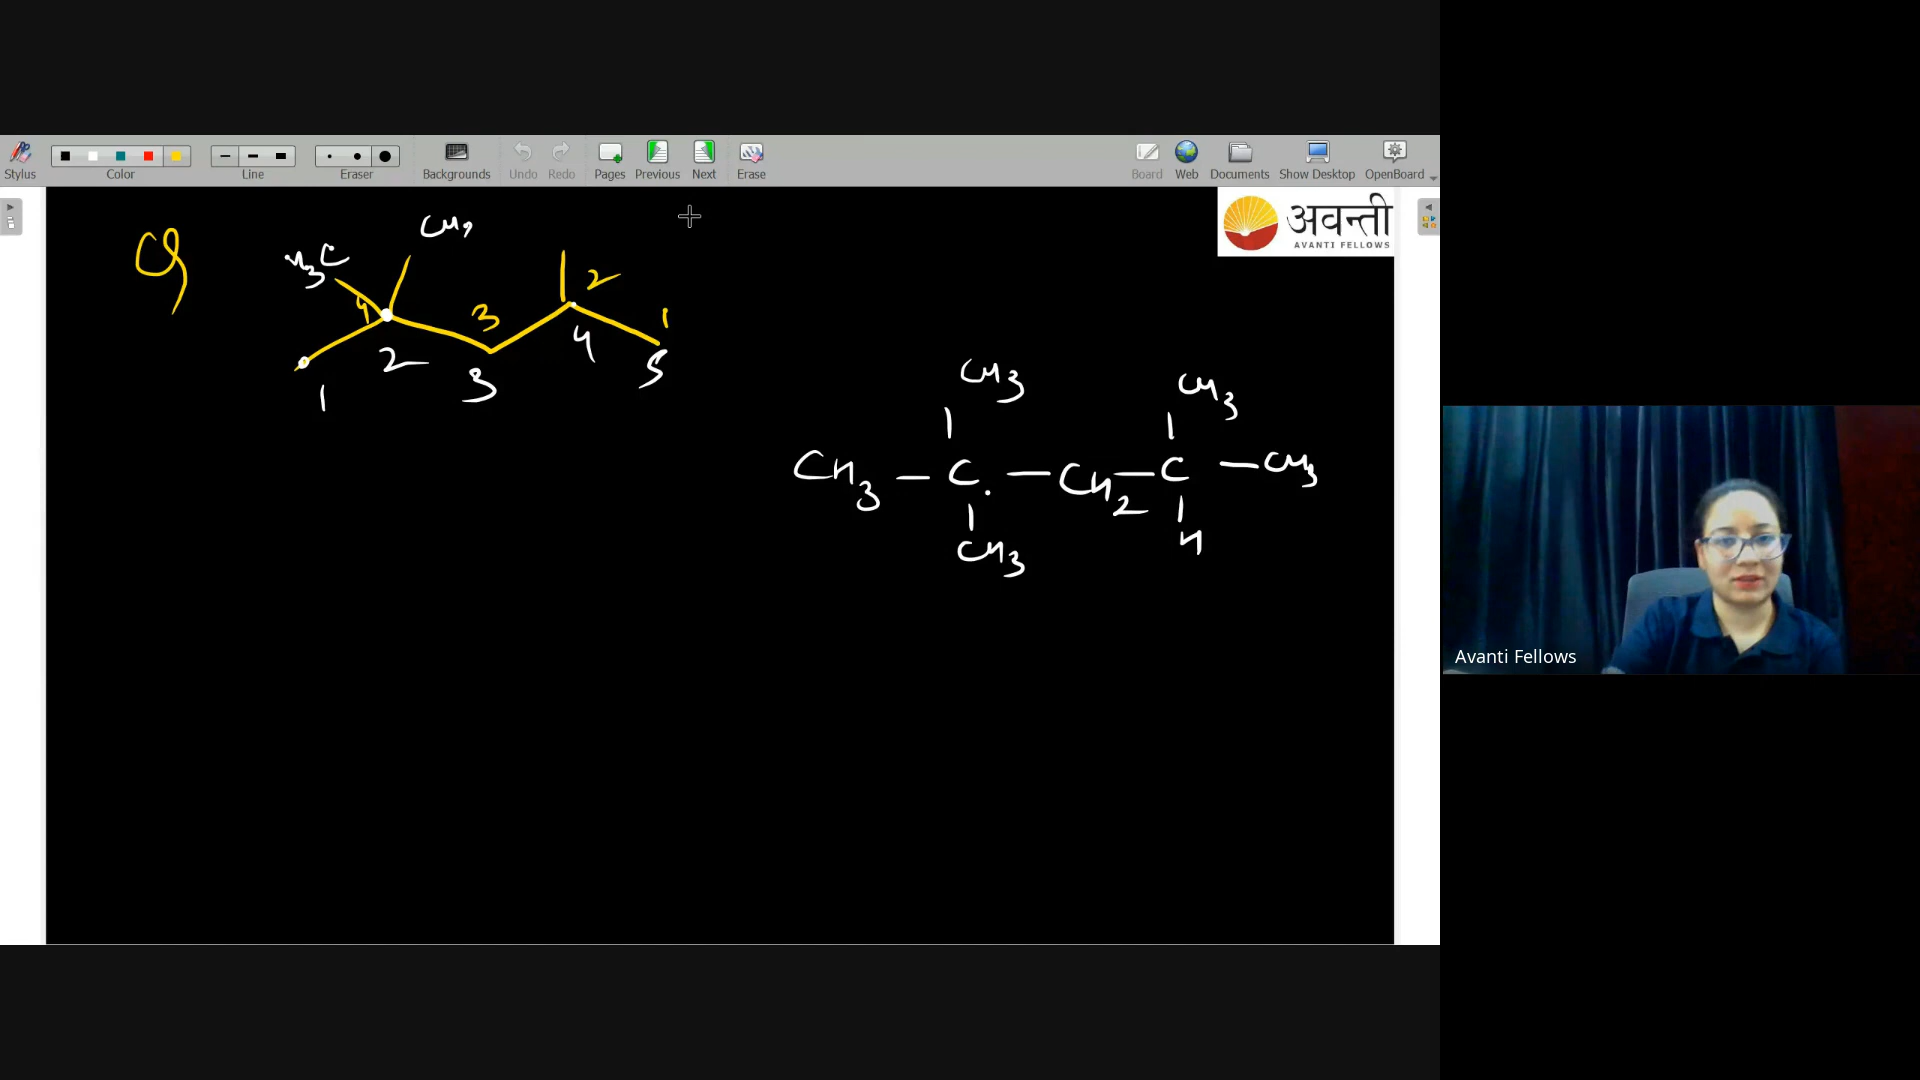 Stylus
Color
Line
Eraser
Backgrounds
Undo
Redo
Pages
Previous
Next
Erase
Board
Web
Documents
Show Desktop
OpenBoard
अवन्ती
AVANTI FELLOWS
Q
H3C
4
3
2
1
1
2
3
4
5
CH3 CH3
CH3 – C – CH2 – C – CH3
CH3 H
Avanti Fellows